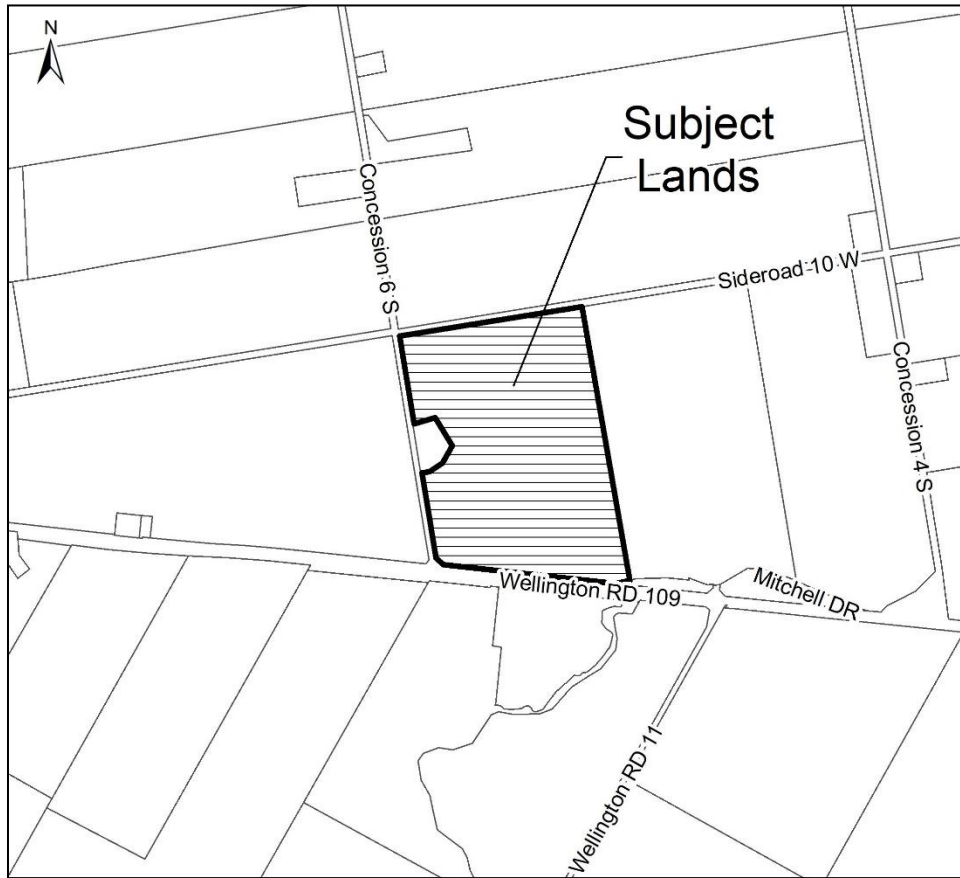 N
Subject
Lands
Concession 6 S
Sideroad 10 W
Concession 4 S
Wellington RD 109
Mitchell DR
Wellington RD 11